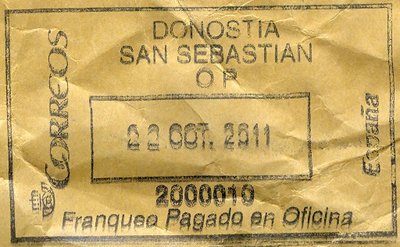 DONOSTIA
SAN SEBASTIAN
O P
CORREOS
22 OCT. 2011
España
2000010
Franqueo Pagado en Oficina